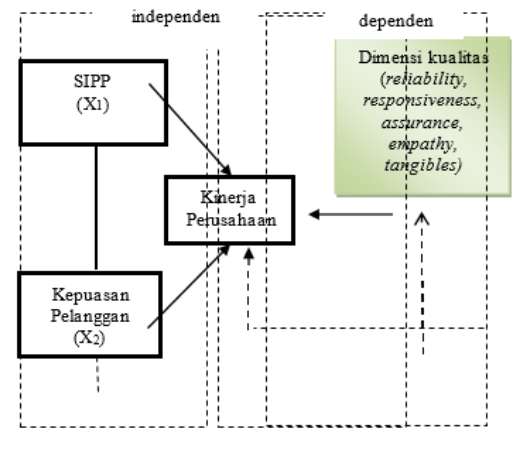 independen
dependen
SIPP
(X1)
Dimensi kualitas
(reliability,
responsiveness,
assurance,
empathy,
tangibles)
Kinerja
Perusahaan
Kepuasan
Pelanggan
(X2)